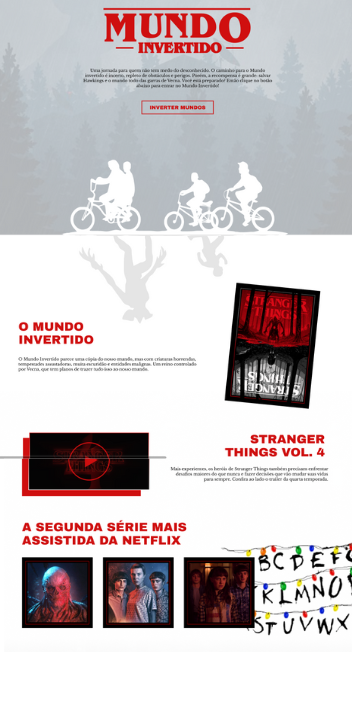 MUNDO
INVERTIDO
Uma jornada para quem não tem medo do desconhecido. O caminho para o Mundo
Invertido é incerto, repleto de obstáculos e perigos. Porém, a recompensa é grande: salvar
Hawkings e o mundo das garras de Vecna. Você está preparado? Então clique no botão
abaixo para entrar no Mundo Invertido!
INVERTER MUNDOS
O MUNDO
INVERTIDO
O Mundo Invertido parece uma cópia do nosso mundo, mas com criaturas horrendas,
tempestades assustadoras, muita escuridão e entidades malignas. Um reino controlado
por Vecna, que tem planos de trazer tudo isso ao nosso mundo.
STRANGER
THINGS
STRANGER
THINGS
STRANGER
THINGS VOL. 4
Mais experientes, os heróis de Stranger Things também precisam enfrentar
desafios maiores do que nunca e fazer decisões que vão mudar suas vidas
para sempre. Confira ao lado o trailer da quarta temporada.
A SEGUNDA SÉRIE MAIS
ASSISTIDA DA NETFLIX
BCDEF
KLMNO
STUVWX